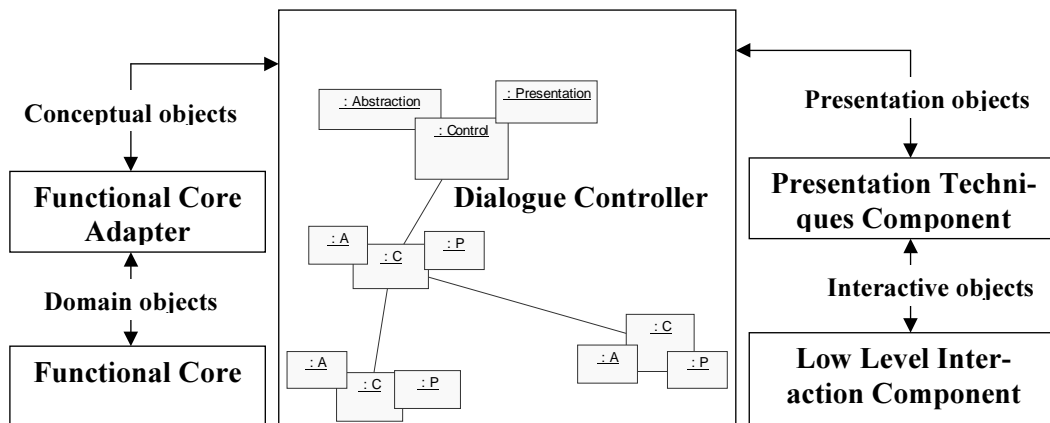 Conceptual objects
Functional Core
Adapter
Domain objects
Functional Core
: Abstraction
: Presentation
: Control
Dialogue Controller
: A
: C
: P
: A
: C
: P
: C
: A
: P
Presentation objects
Presentation Techni-
ques Component
Interactive objects
Low Level Inter-
action Component